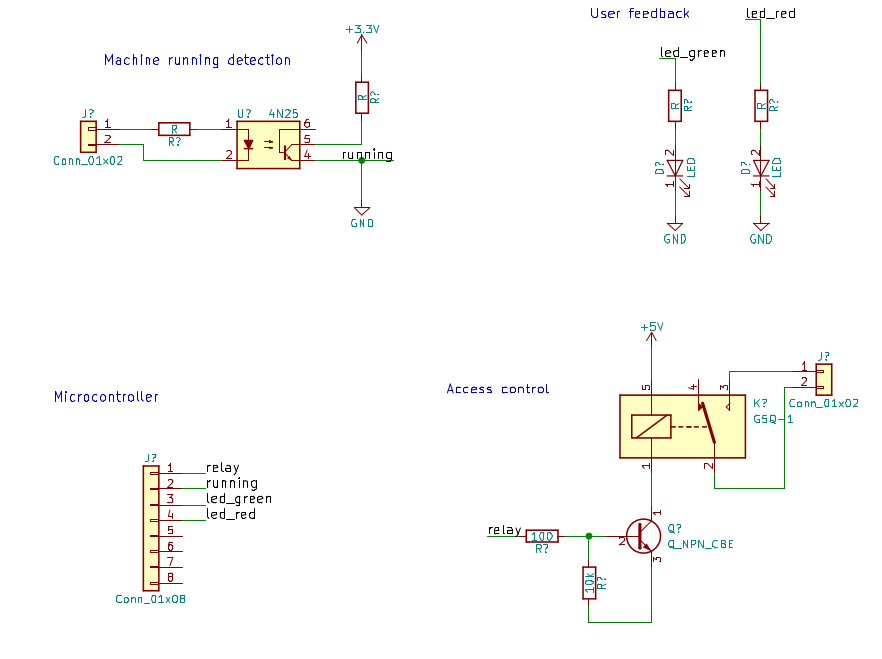 User feedback
led_red
+3.3V
Machine running detection
led_green
R
R?
R
R?
R
R?
J?
1
2
Conn_01x02
R
R?
U?
4N25
1
2
6
5
4
running
GND
2
1
D?
LED
GND
2
1
D?
LED
GND
+5V
Access control
J?
1
2
Conn_01x02
5
4
3
K?
G5Q-1
1
2
Microcontroller
J?
1
2
3
4
5
6
7
8
relay
running
led_green
led_red
Conn_01x08
relay
100
R?
10k
R?
1
2
3
Q?
Q_NPN_CBE